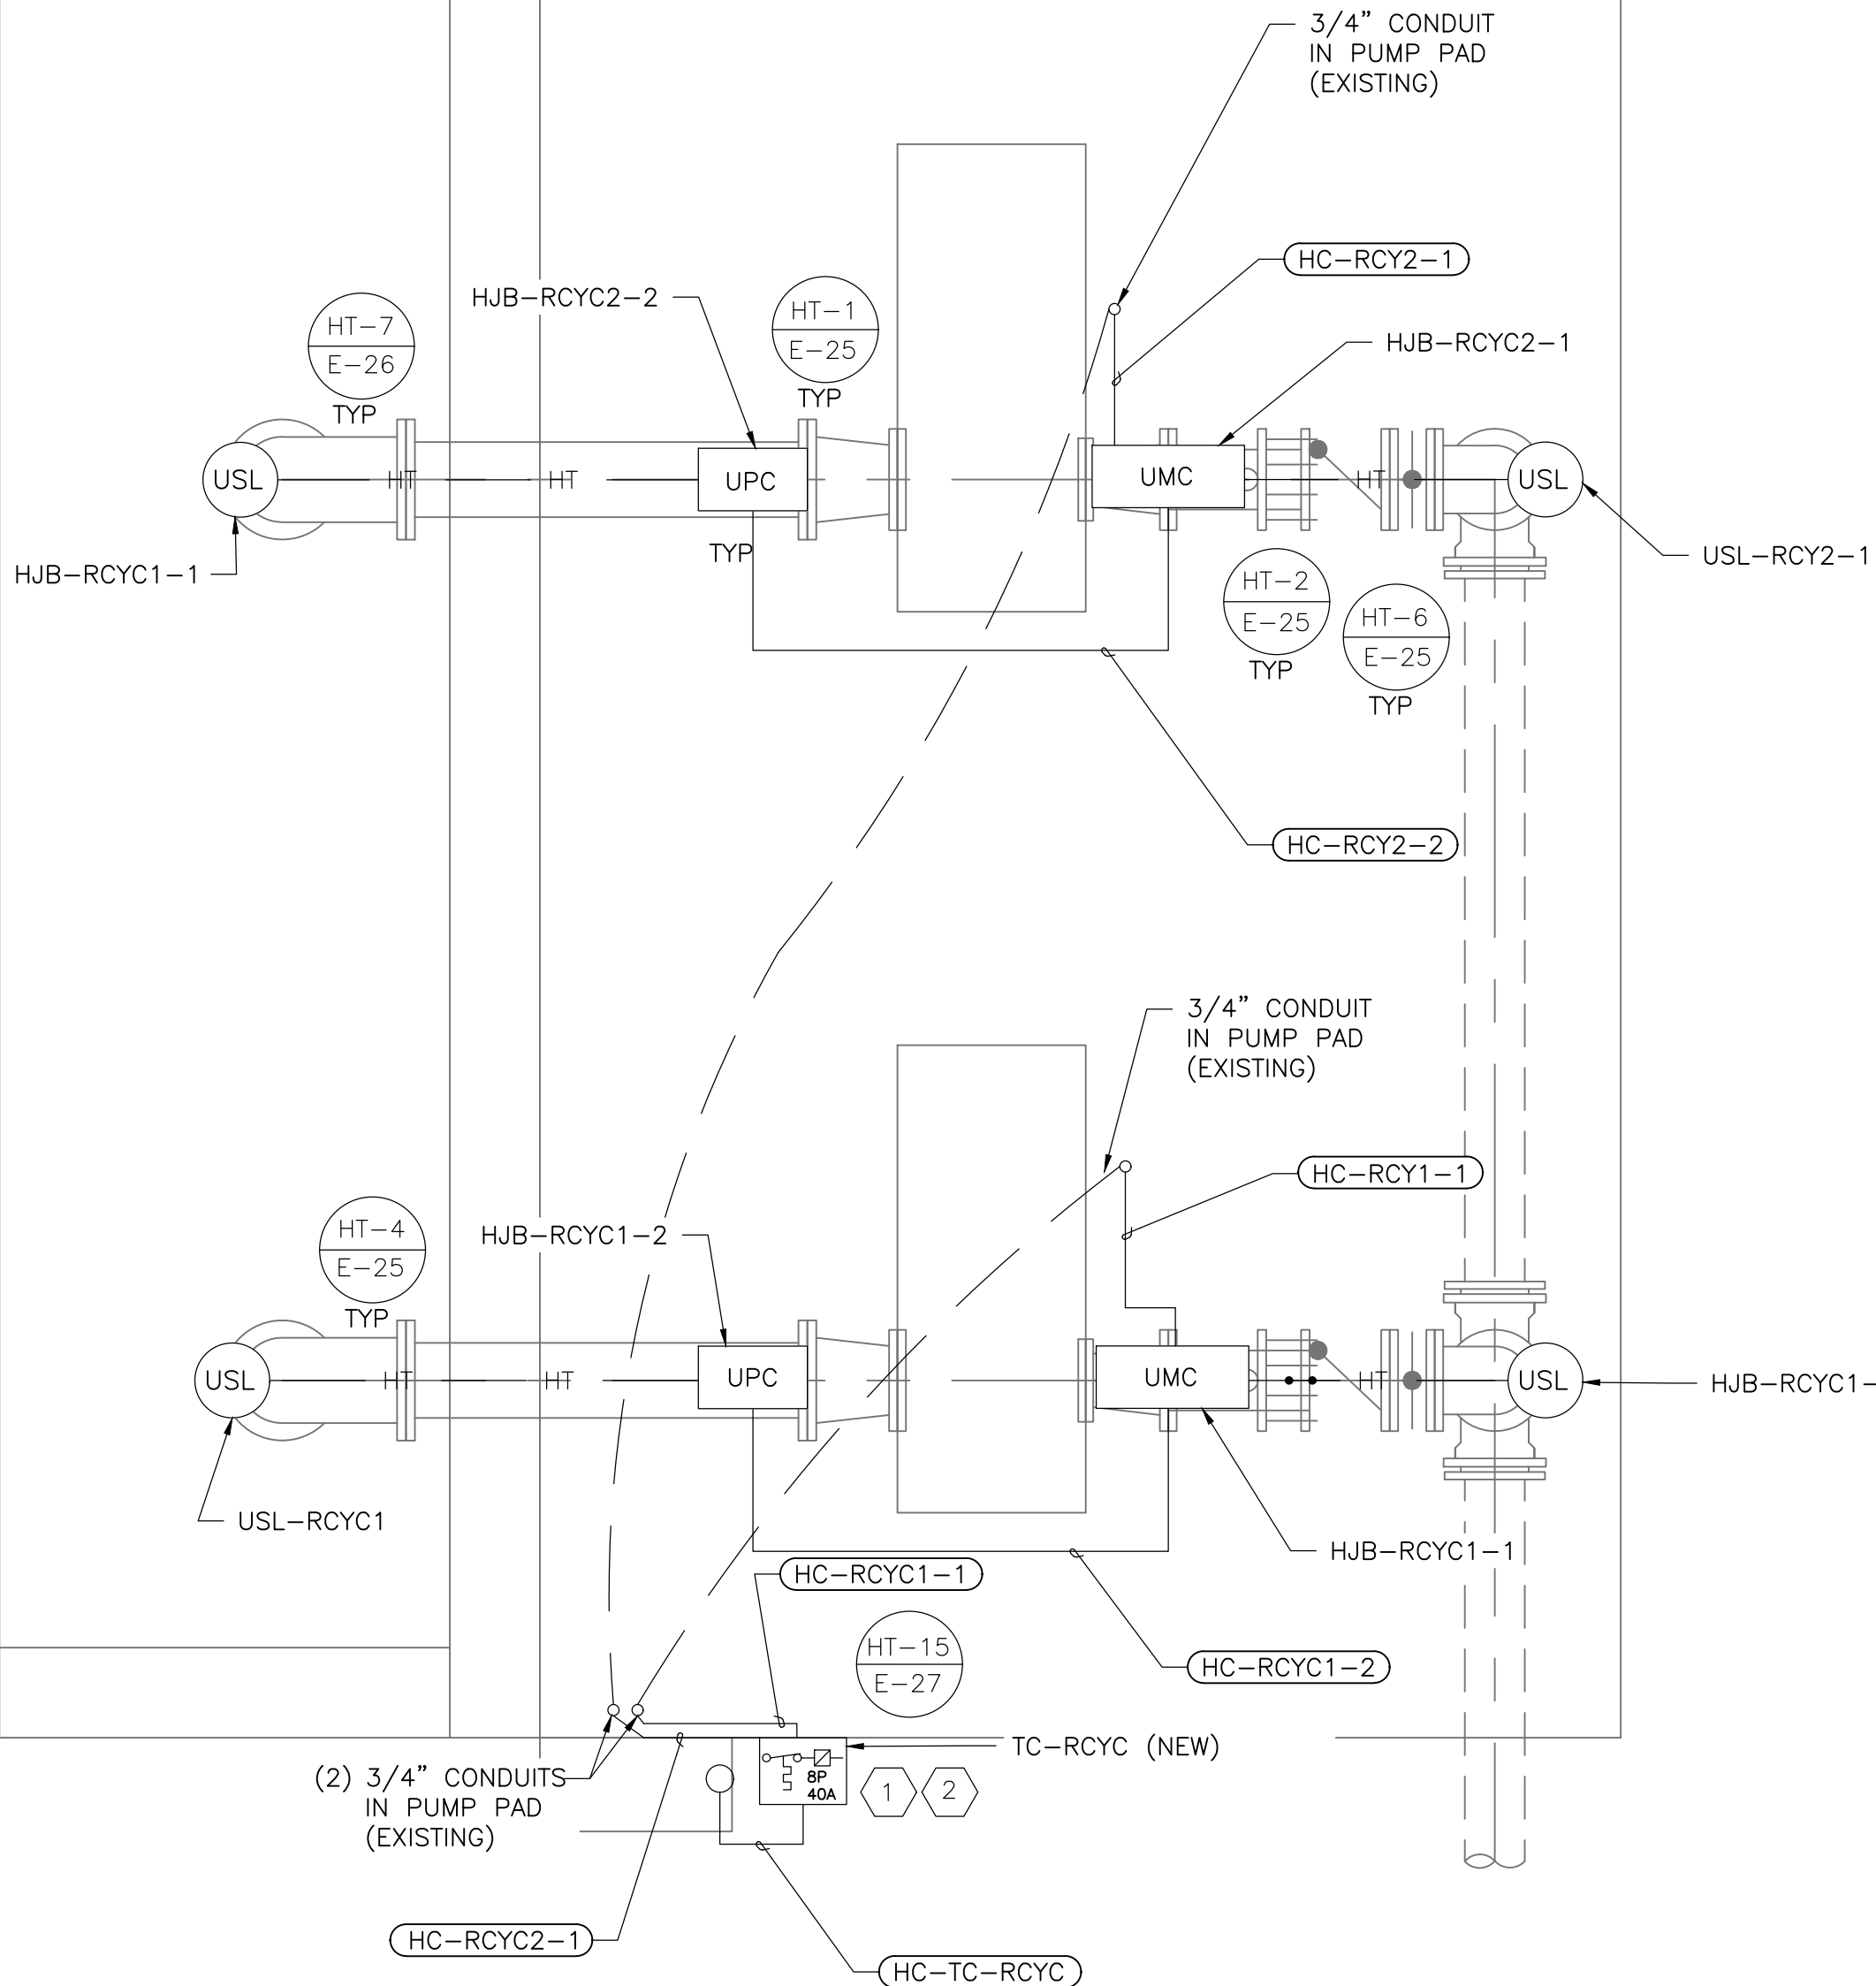 3/4" CONDUIT
IN PUMP PAD
(EXISTING)
HC-RCY2-1
HJB-RCYC2-2
HT-1
E-25
TYP
HT-7
E-26
TYP
HJB-RCYC2-1
USL
HT
HT
UPC
UMC
HT
USL
TYP
HJB-RCYC1-1
USL-RCY2-1
HT-2
E-25
TYP
HT-6
E-25
TYP
HC-RCY2-2
3/4" CONDUIT
IN PUMP PAD
(EXISTING)
HC-RCY1-1
HT-4
E-25
TYP
HJB-RCYC1-2
USL
HT
HT
UPC
UMC
HT
USL
HJB-RCYC1-
USL-RCYC1
HJB-RCYC1-1
HC-RCYC1-1
HT-15
E-27
HC-RCYC1-2
TC-RCYC (NEW)
(2) 3/4" CONDUITS
IN PUMP PAD
(EXISTING)
8P
40A
1
2
HC-RCYC2-1
HC-TC-RCYC